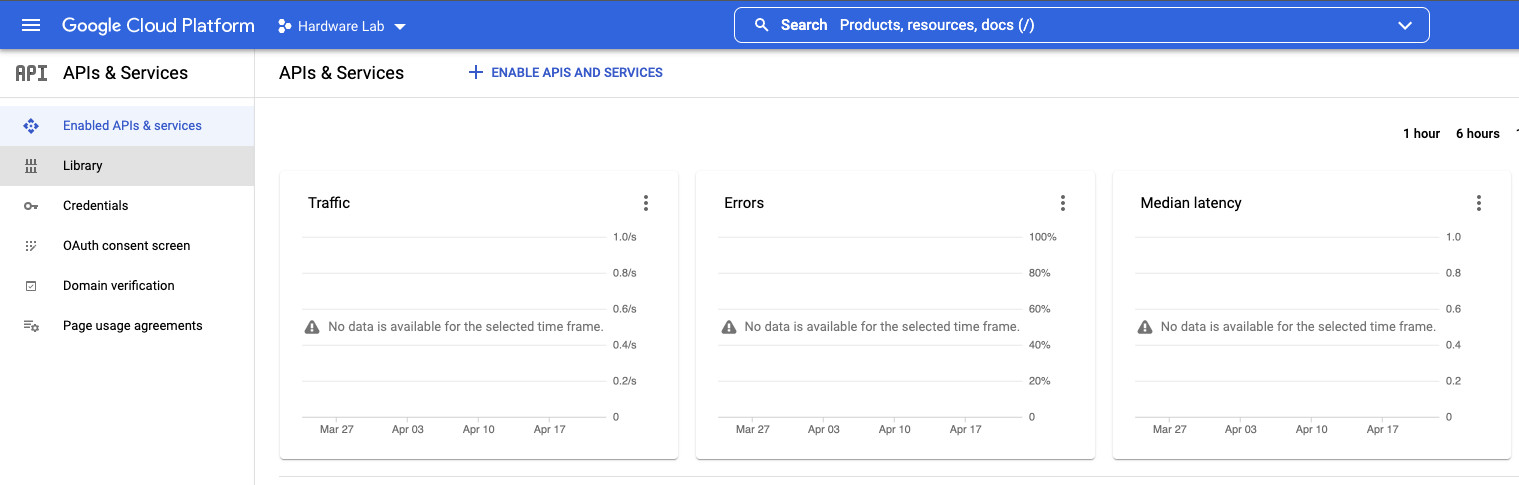 Google Cloud Platform
Hardware Lab
Search Products, resources, docs (/)
API APIs & Services
APIs & Services
ENABLE APIS AND SERVICES
Enabled APIs & services
Library
Credentials
OAuth consent screen
Domain verification
Page usage agreements
1 hour 6 hours
Traffic
1.0/s
0.8/s
0.6/s
No data is available for the selected time frame.
0.4/s
0.2/s
0
Mar 27 Apr 03 Apr 10 Apr 17
Errors
100%
80%
60%
No data is available for the selected time frame.
40%
20%
0
Mar 27 Apr 03 Apr 10 Apr 17
Median latency
1.0
0.8
0.6
No data is available for the selected time frame.
0.4
0.2
0
Mar 27 Apr 03 Apr 10 Apr 17